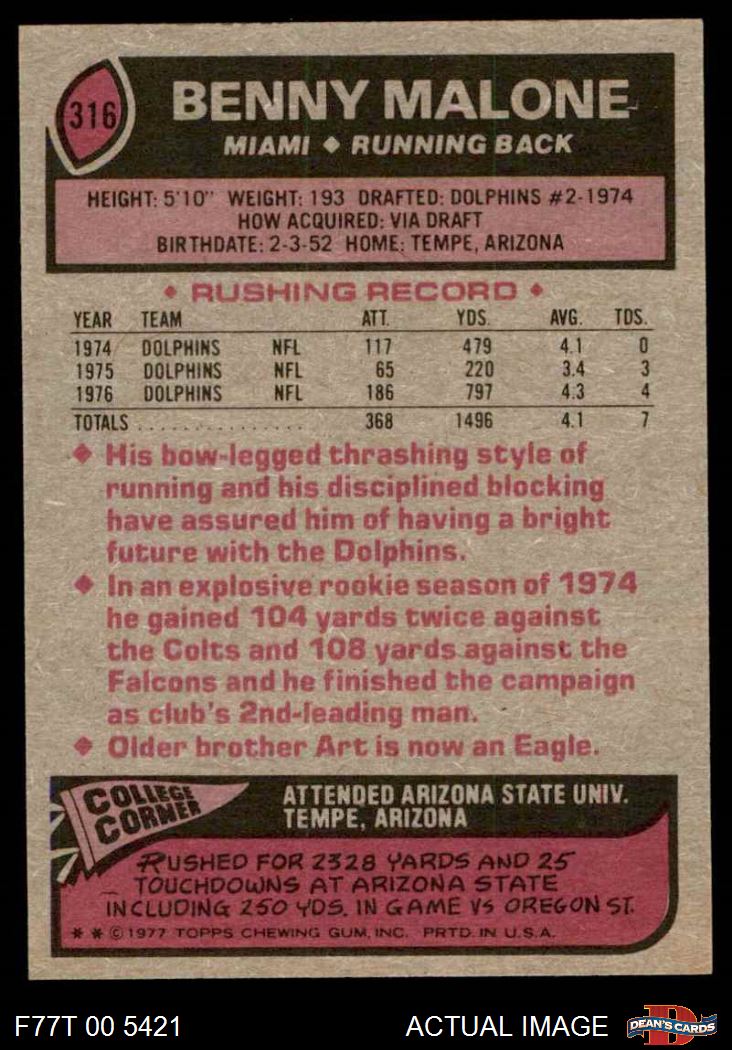 316
BENNY MALONE
MIAMI ◆ RUNNING BACK
HEIGHT: 5'10" WEIGHT: 193 DRAFTED: DOLPHINS #2-1974
HOW ACQUIRED: VIA DRAFT
BIRTHDATE: 2-3-52 HOME: TEMPE, ARIZONA
◆ RUSHING RECORD ◆
YEAR TEAM ATT. YDS. AVG. TDS.
1974 DOLPHINS NFL 117 479 4.1 0
1975 DOLPHINS NFL 65 220 3.4 3
1976 DOLPHINS NFL 186 797 4.3 4
TOTALS . . . . . . . . . . . . . . . 368 1496 4.1 7
◆ His bow-legged thrashing style of
running and his disciplined blocking
have assured him of having a bright
future with the Dolphins.
◆ In an explosive rookie season of 1974
he gained 104 yards twice against
the Colts and 108 yards against the
Falcons and he finished the campaign
as club's 2nd-leading man.
◆ Older brother Art is now an Eagle.
COLLEGE
CORNER
ATTENDED ARIZONA STATE UNIV.
TEMPE, ARIZONA
RUSHED FOR 2328 YARDS AND 25
TOUCHDOWNS AT ARIZONA STATE
INCLUDING 250 YDS. IN GAME VS OREGON ST.
* * © 1977 TOPPS CHEWING GUM, INC. PRTD. IN U.S.A.
F77T 00 5421
ACTUAL IMAGE
D
DEAN'S CARDS